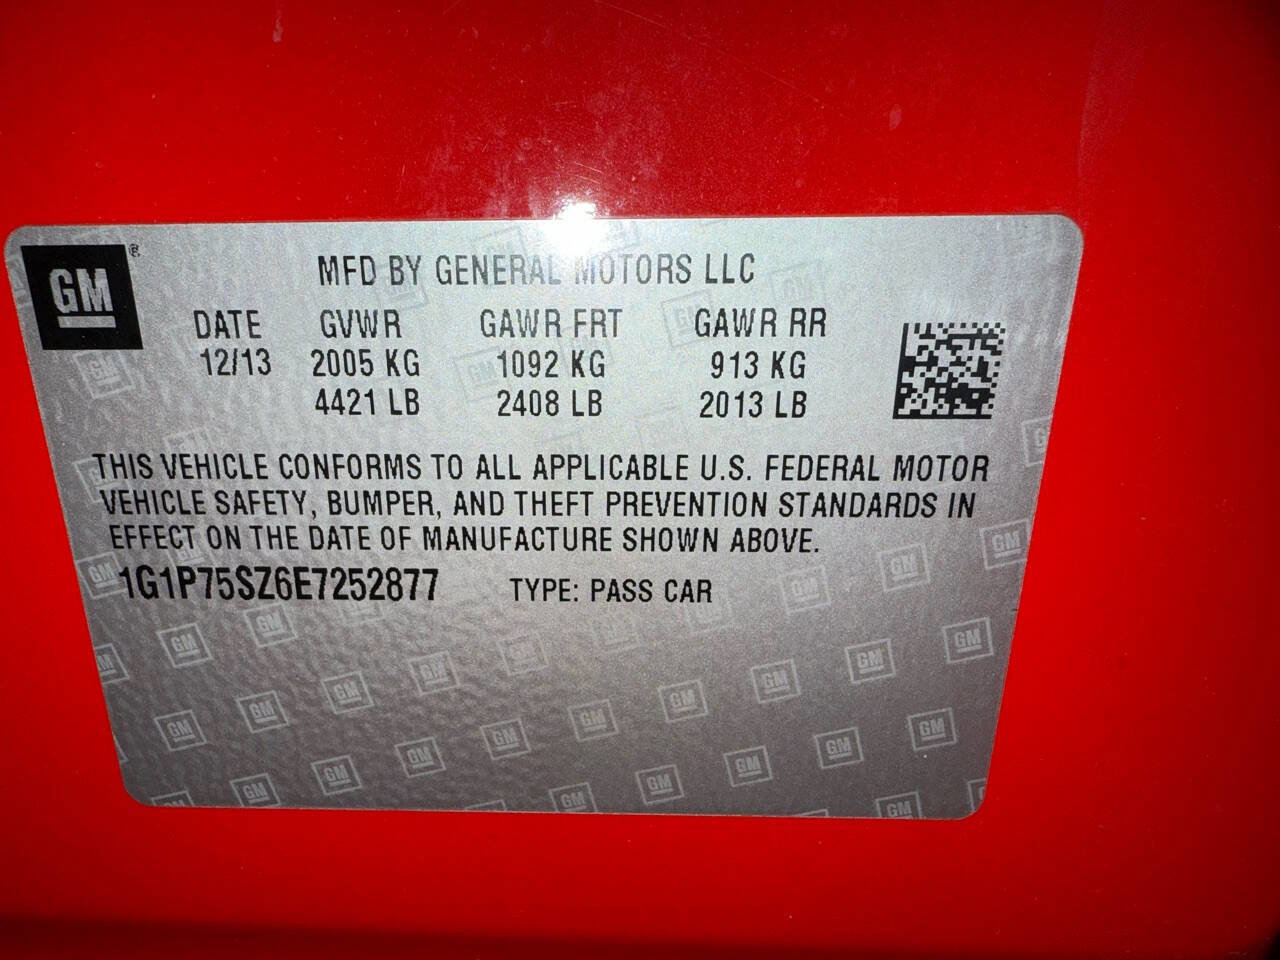 GM®
MFD BY GENERAL MOTORS LLC
DATE GVWR GAWR FRT GAWR RR
12/13 2005 KG 1092 KG 913 KG
4421 LB 2408 LB 2013 LB
THIS VEHICLE CONFORMS TO ALL APPLICABLE U.S. FEDERAL MOTOR
VEHICLE SAFETY, BUMPER, AND THEFT PREVENTION STANDARDS IN
EFFECT ON THE DATE OF MANUFACTURE SHOWN ABOVE.
1G1P75SZ6E7252877 TYPE: PASS CAR